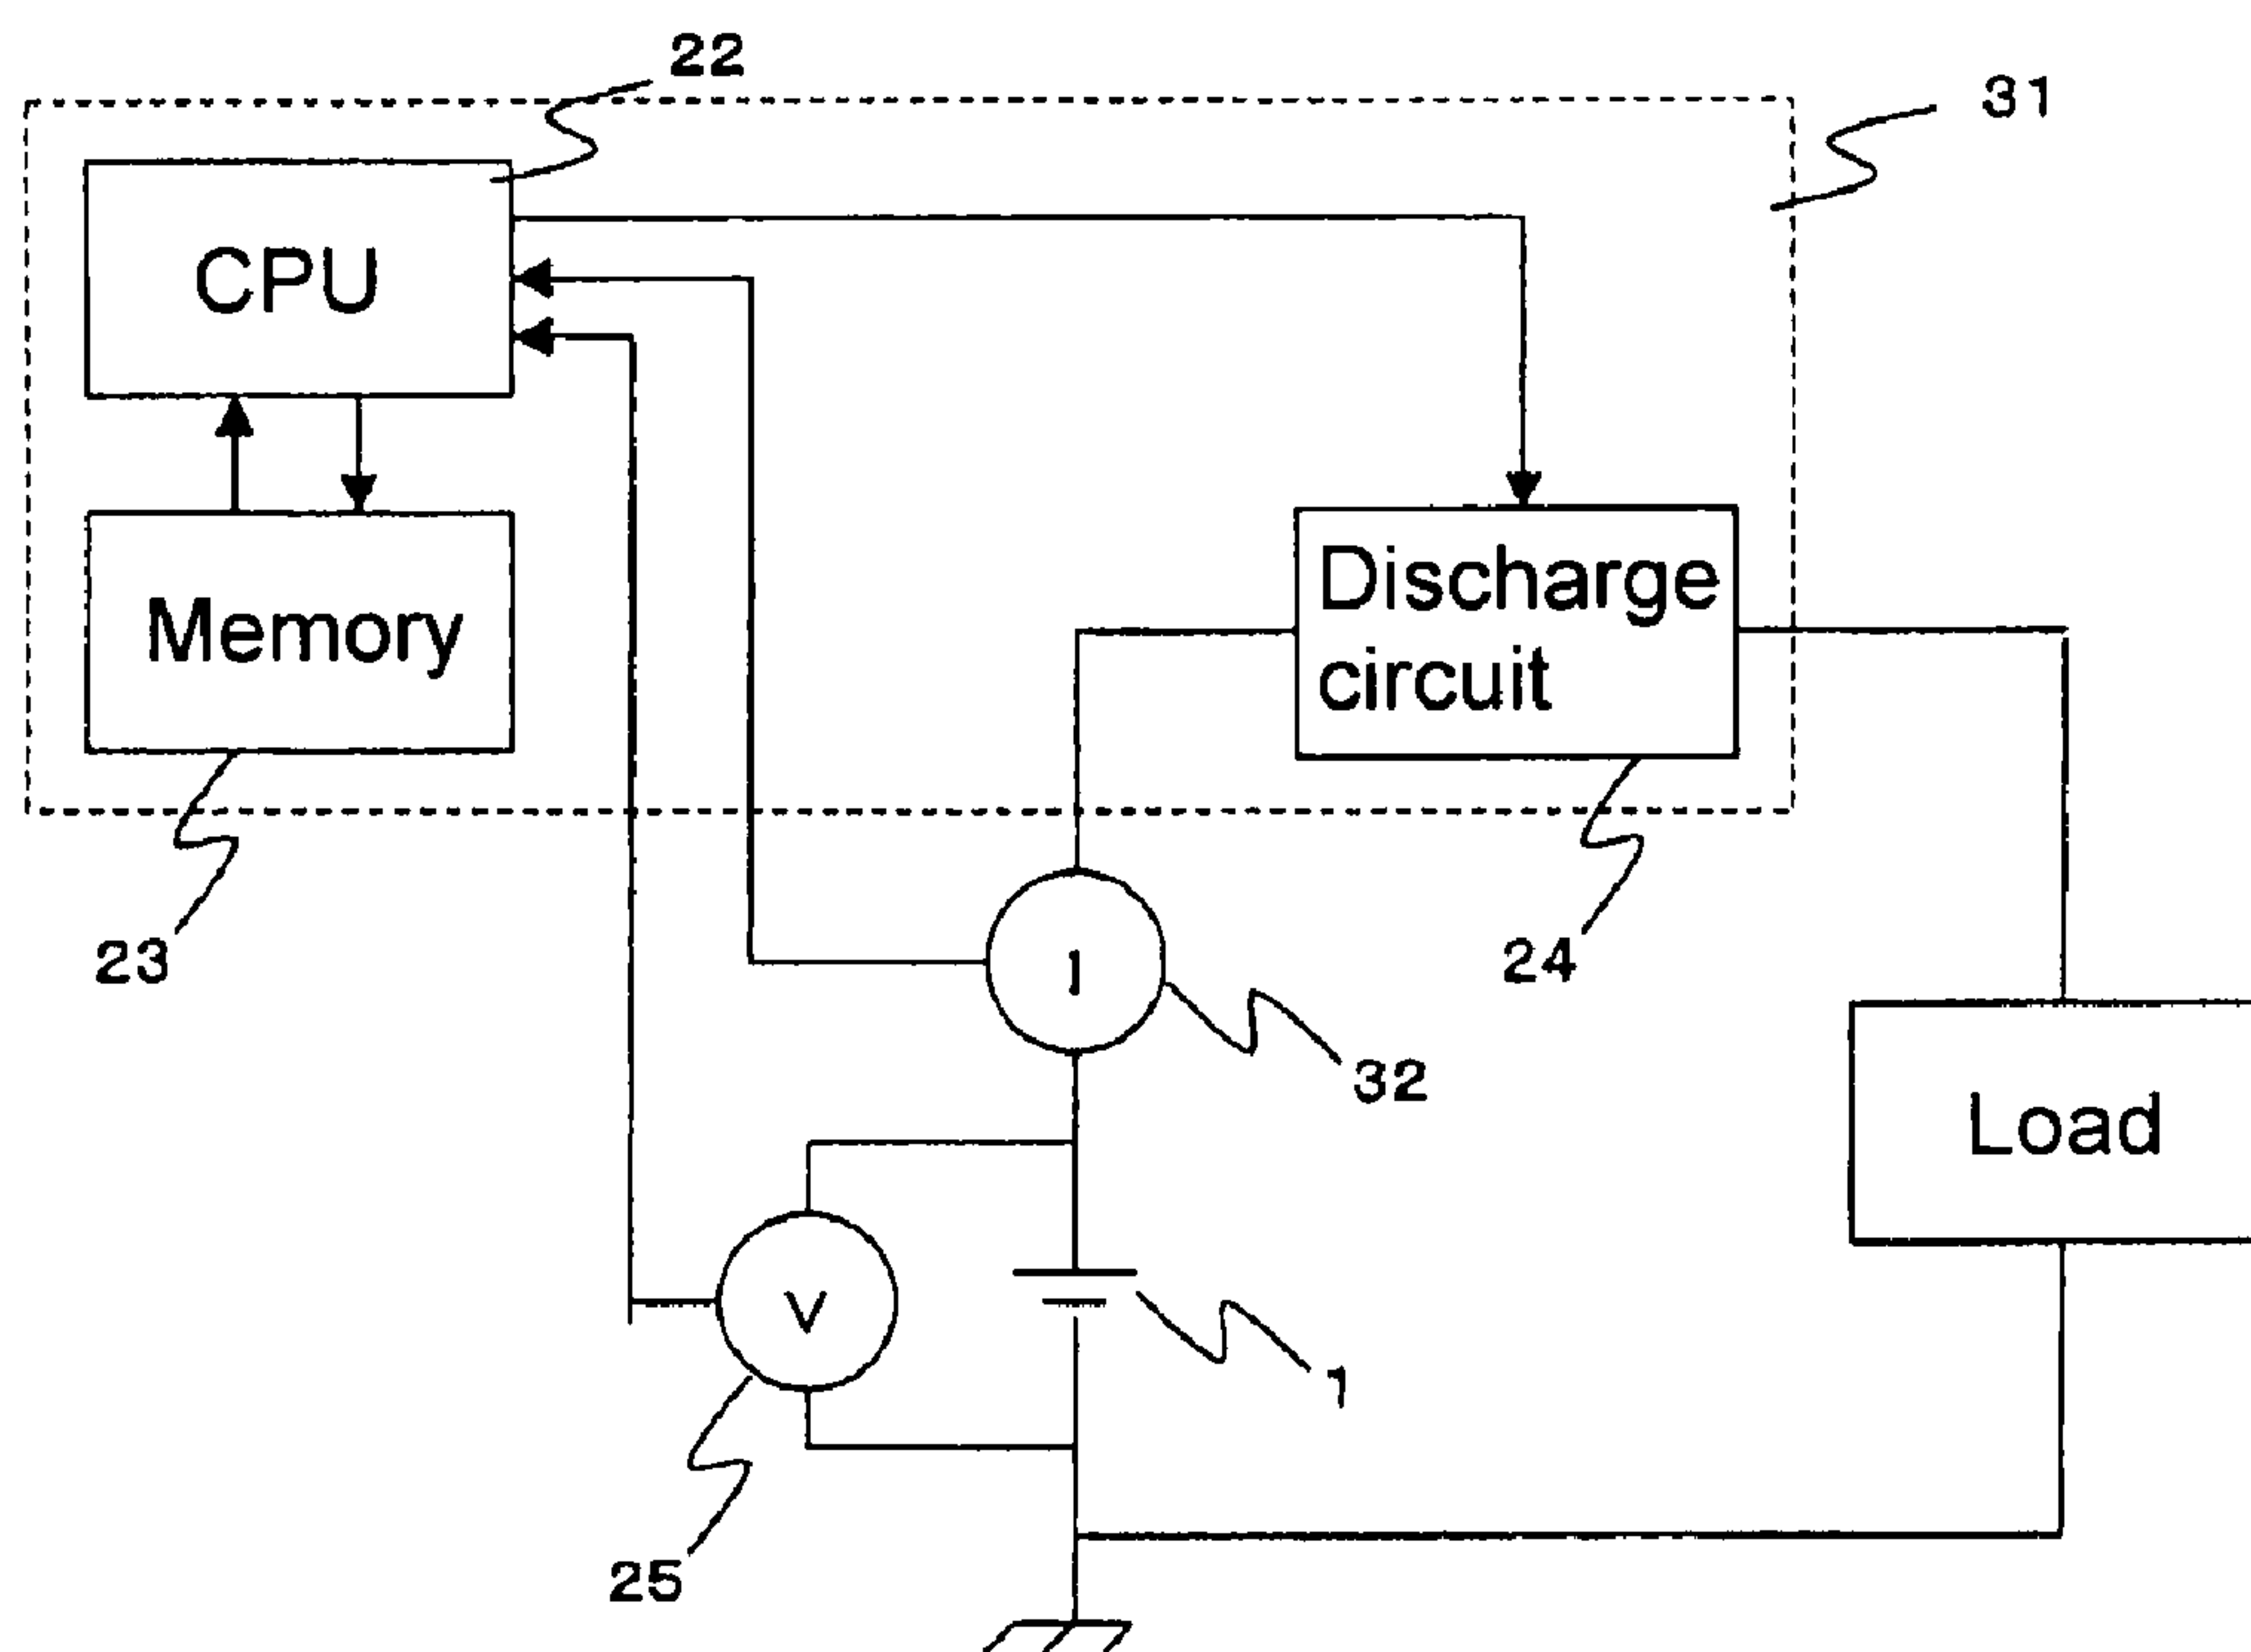 22
31
CPU
Discharge
circuit
Memory
23
24
I
32
Load
V
1
25